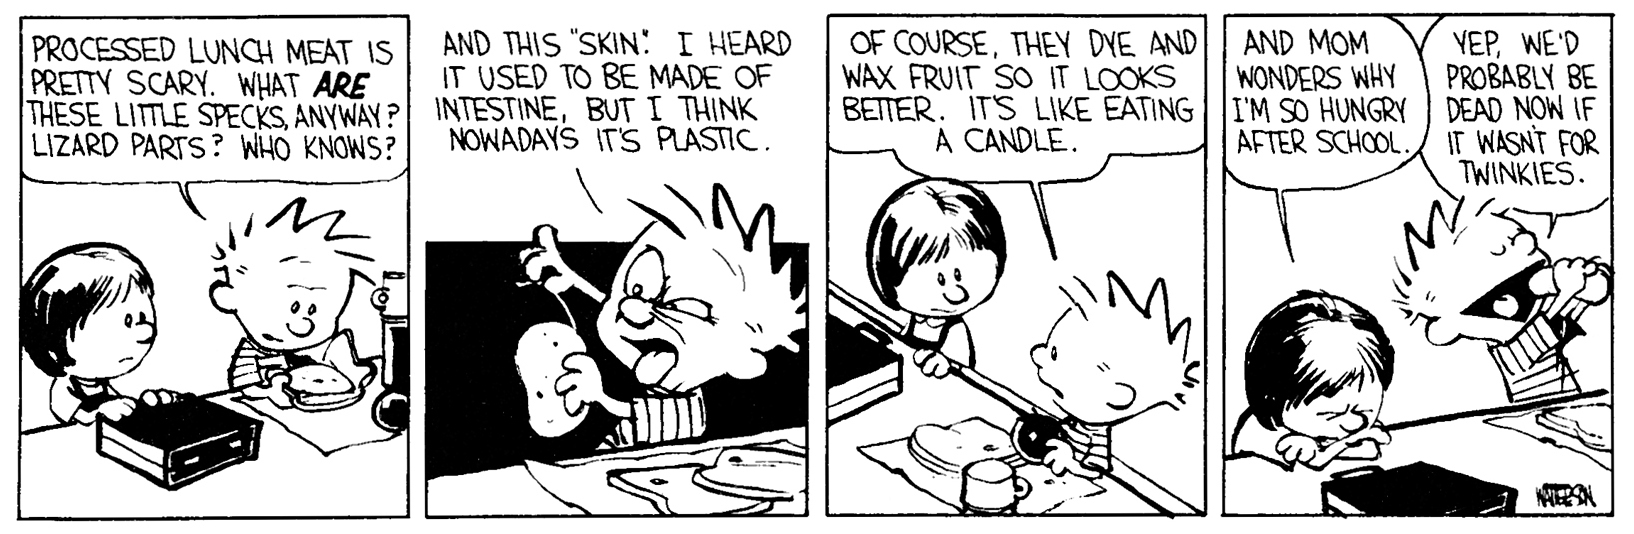 PROCESSED LUNCH MEAT IS
PRETTY SCARY. WHAT ARE
THESE LITTLE SPECKS, ANYWAY?
LIZARD PARTS? WHO KNOWS?
AND THIS "SKIN". I HEARD
IT USED TO BE MADE OF
INTESTINE, BUT I THINK
NOWADAYS IT'S PLASTIC.
OF COURSE, THEY DYE AND
WAX FRUIT SO IT LOOKS
BETTER. IT'S LIKE EATING
A CANDLE.
AND MOM
WONDERS WHY
I'M SO HUNGRY
AFTER SCHOOL.
YEP, WE'D
PROBABLY BE
DEAD NOW IF
IT WASN'T FOR
TWINKIES.
WATTERSON